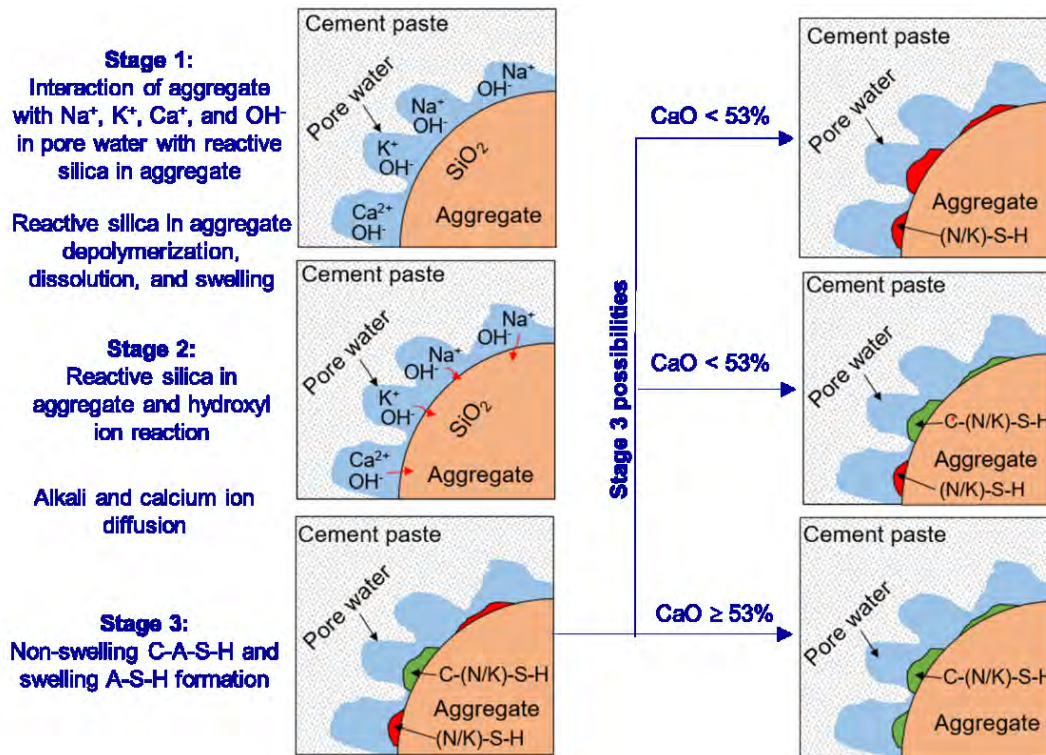 Stage 1:
Interaction of aggregate
with Na⁺, K⁺, Ca⁺, and OH⁻
in pore water with reactive
silica in aggregate
Reactive silica in aggregate
depolymerization,
dissolution, and swelling
Stage 2:
Reactive silica in
aggregate and hydroxyl
ion reaction
Alkali and calcium ion
diffusion
Stage 3:
Non-swelling C-A-S-H and
swelling A-S-H formation
Cement paste
Pore water
Na⁺
OH⁻
Na⁺
OH⁻
K⁺
OH⁻
Ca²⁺
OH⁻
SiO₂
Aggregate
Cement paste
Pore water
Na⁺
OH⁻
Na⁺
OH⁻
K⁺
OH⁻
Ca²⁺
OH⁻
SiO₂
Aggregate
Cement paste
Pore water
C-(N/K)-S-H
Aggregate
(N/K)-S-H
Stage 3 possibilities
CaO < 53%
CaO < 53%
CaO ≥ 53%
Cement paste
Pore water
Aggregate
(N/K)-S-H
Cement paste
Pore water
C-(N/K)-S-H
Aggregate
(N/K)-S-H
Cement paste
Pore water
C-(N/K)-S-H
Aggregate